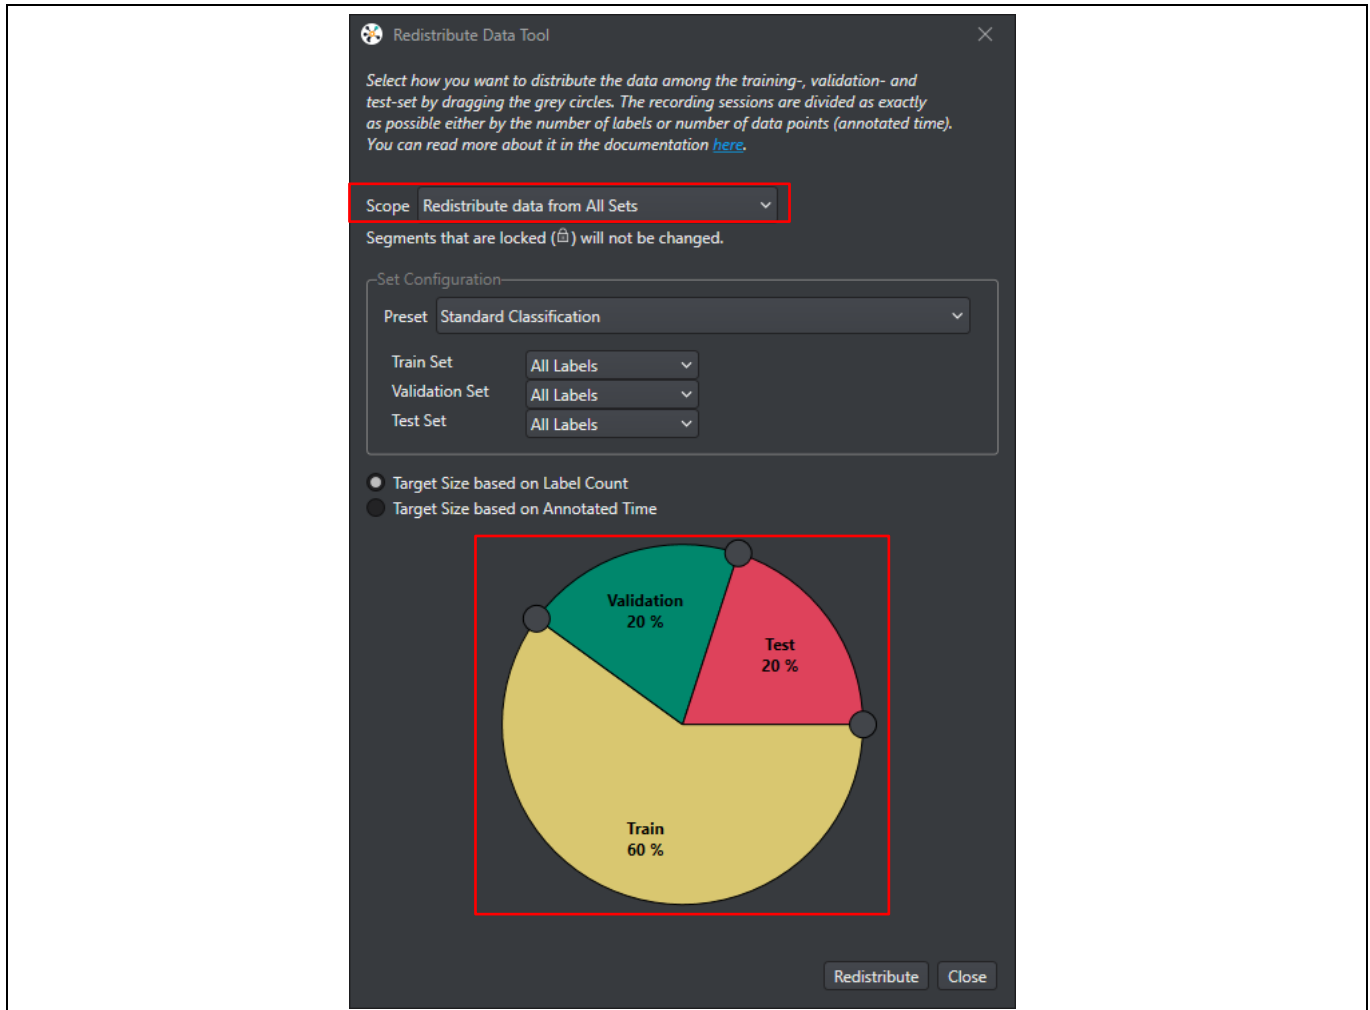 Redistribute Data Tool
Select how you want to distribute the data among the training-, validation- and
test-set by dragging the grey circles. The recording sessions are divided as exactly
as possible either by the number of labels or number of data points (annotated time).
You can read more about it in the documentation here.
Scope Redistribute data from All Sets
Segments that are locked (🔒) will not be changed.
Set Configuration
Preset Standard Classification
Train Set All Labels
Validation Set All Labels
Test Set All Labels
Target Size based on Label Count
Target Size based on Annotated Time
Validation
20 %
Test
20 %
Train
60 %
Redistribute Close